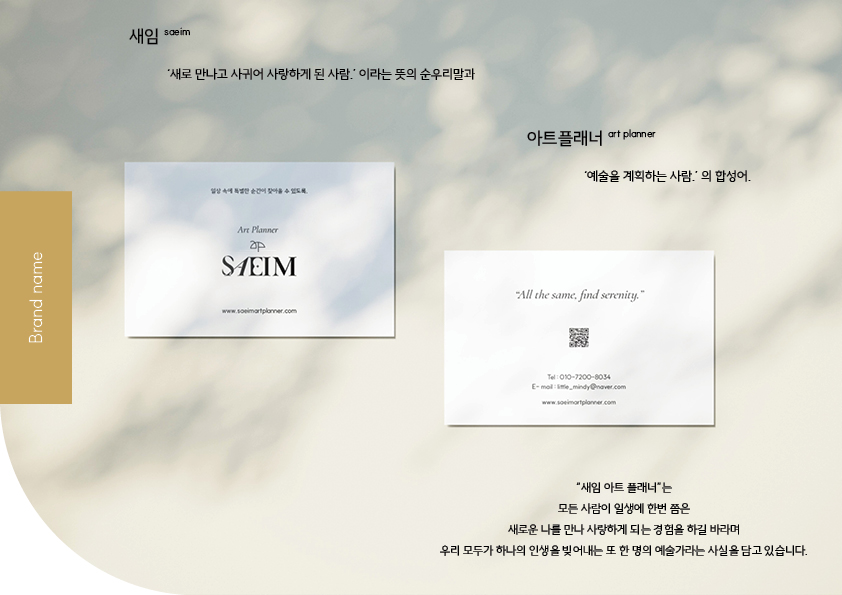 새임 saeim
'새로 만나고 사귀어 사랑하게 된 사람.' 이라는 뜻의 순우리말과
아트플래너 art planner
'예술을 계획하는 사람.' 의 합성어.
Brand name
일상 속에 특별한 순간이 찾아올 수 있도록.
Art Planner
ap
SAEIM
www.saeimartplanner.com
“All the same, find serenity.”
Tel : 010-7200-8034
E- mail : little_mindy@naver.com
www.saeimartplanner.com
“새임 아트 플래너”는
모든 사람이 일생에 한번 쯤은
새로운 나를 만나 사랑하게 되는 경험을 하길 바라며
우리 모두가 하나의 인생을 빚어내는 또 한 명의 예술가라는 사실을 담고 있습니다.